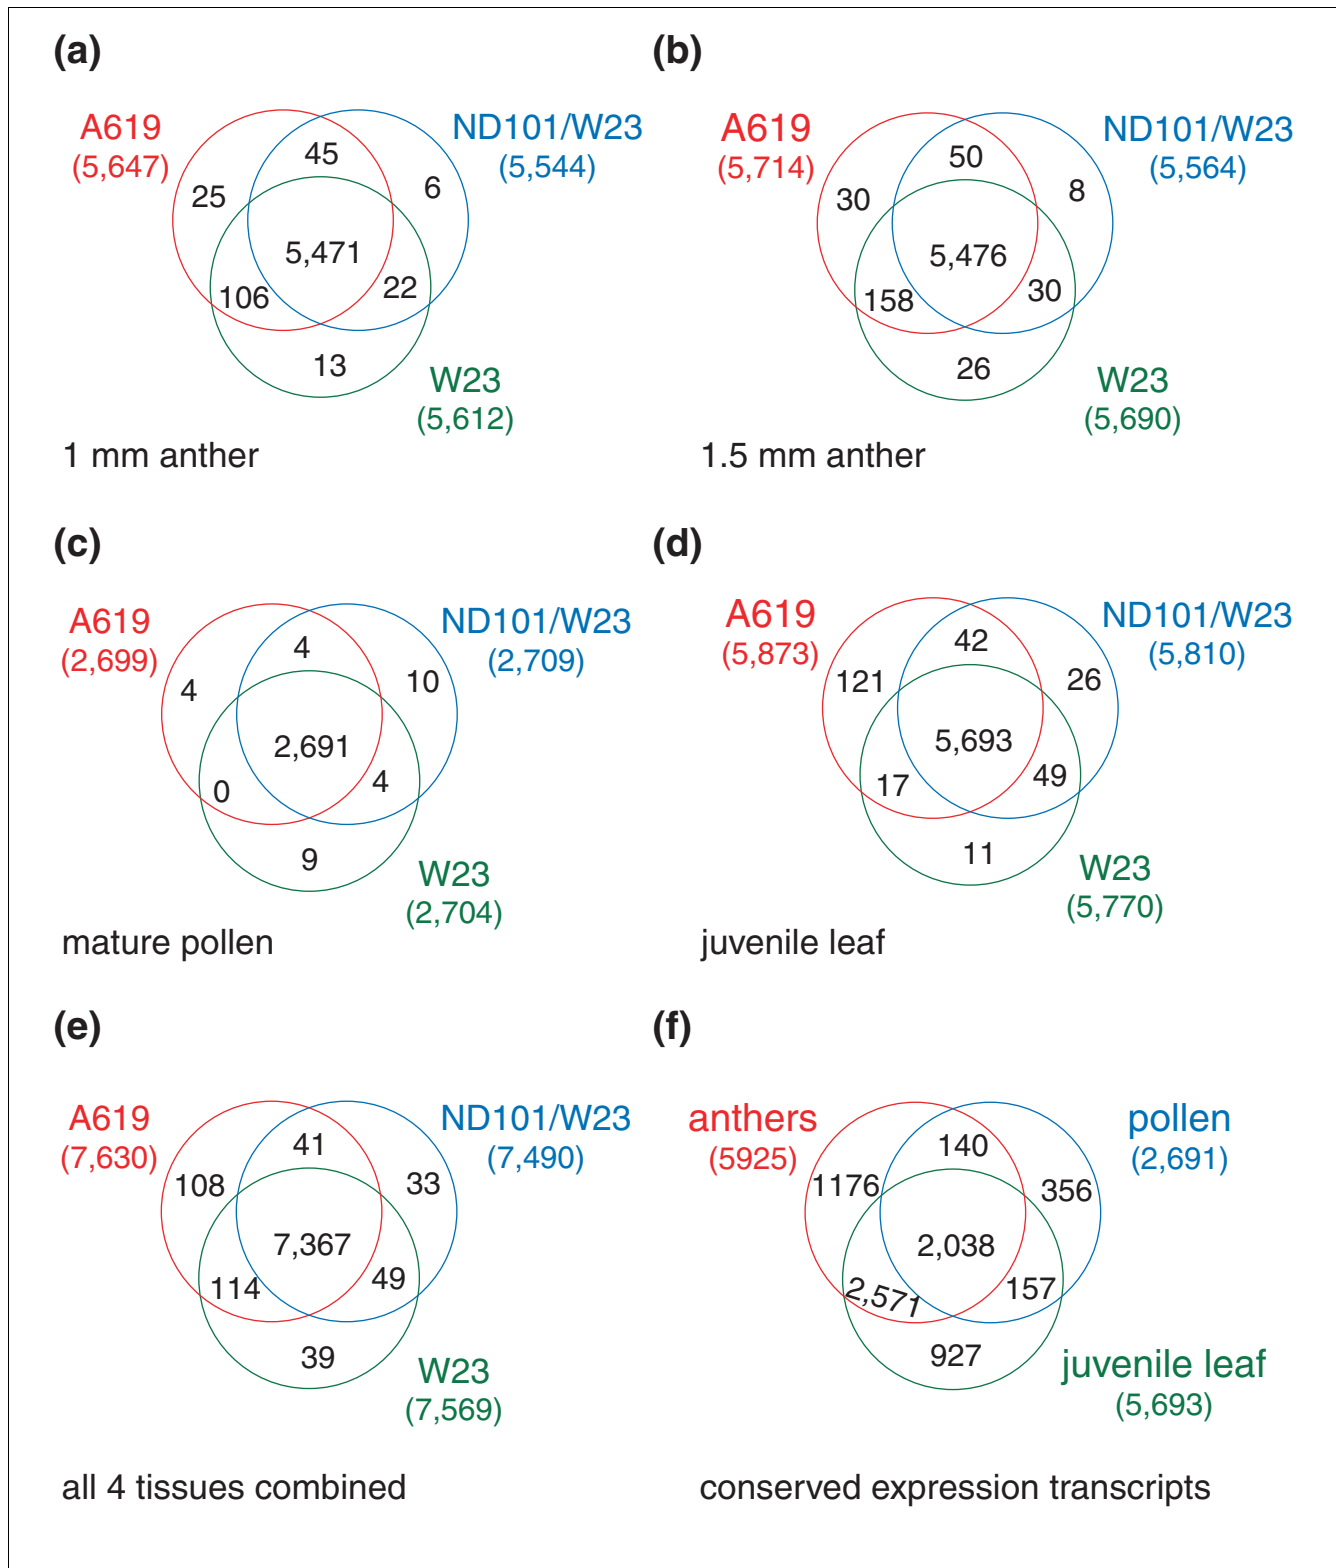 (a)
A619
(5,647)
ND101/W23
(5,544)
45
25
6
5,471
106
22
13
W23
(5,612)
1 mm anther
(b)
A619
(5,714)
ND101/W23
(5,564)
50
30
8
5,476
158
30
26
W23
(5,690)
1.5 mm anther
(c)
A619
(2,699)
ND101/W23
(2,709)
4
4
10
2,691
0
4
9
W23
(2,704)
mature pollen
(d)
A619
(5,873)
ND101/W23
(5,810)
42
121
26
5,693
17
49
11
W23
(5,770)
juvenile leaf
(e)
A619
(7,630)
ND101/W23
(7,490)
41
108
33
7,367
114
49
39
W23
(7,569)
all 4 tissues combined
(f)
anthers
(5925)
pollen
(2,691)
140
1176
356
2,038
2,571
157
927
juvenile leaf
(5,693)
conserved expression transcripts